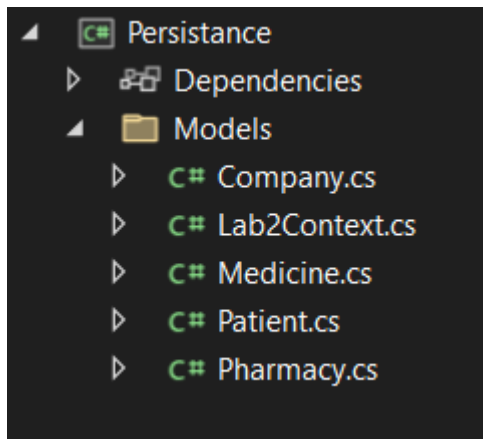 C# Persistance
Dependencies
Models
C# Company.cs
C# Lab2Context.cs
C# Medicine.cs
C# Patient.cs
C# Pharmacy.cs